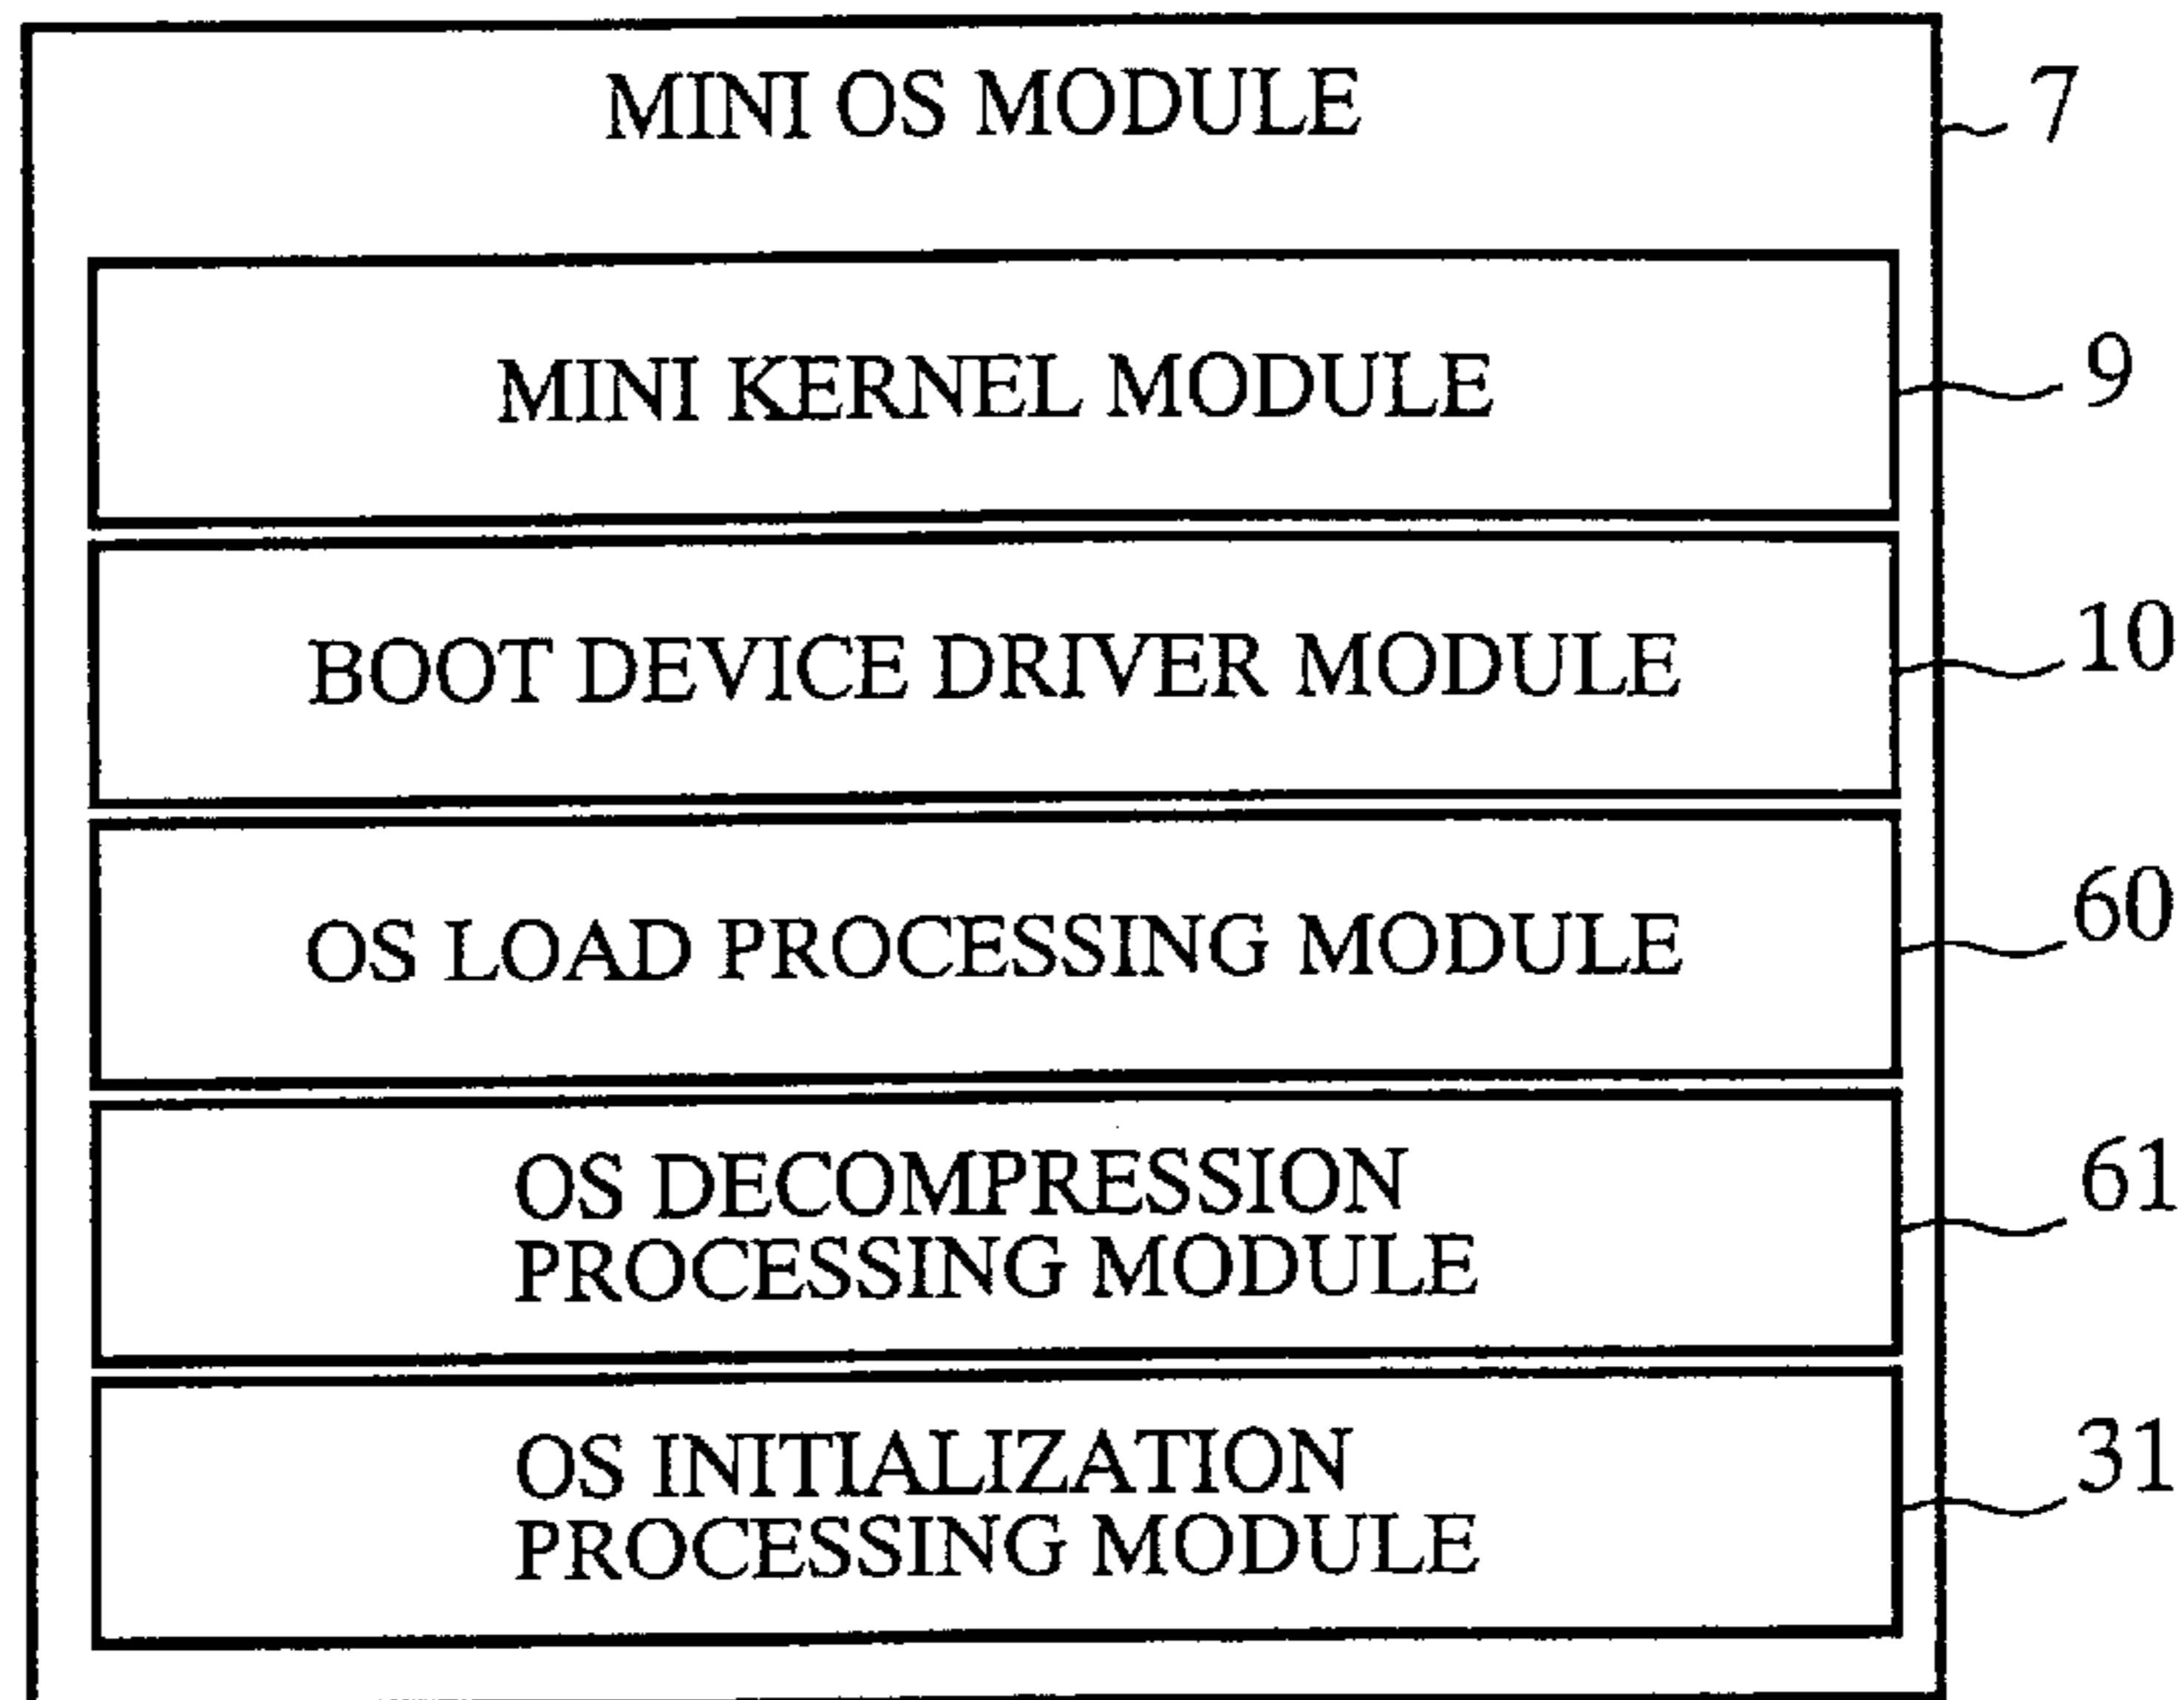 MINI OS MODULE
7
MINI KERNEL MODULE
9
BOOT DEVICE DRIVER MODULE
10
OS LOAD PROCESSING MODULE
60
OS DECOMPRESSION
PROCESSING MODULE
61
OS INITIALIZATION
PROCESSING MODULE
31